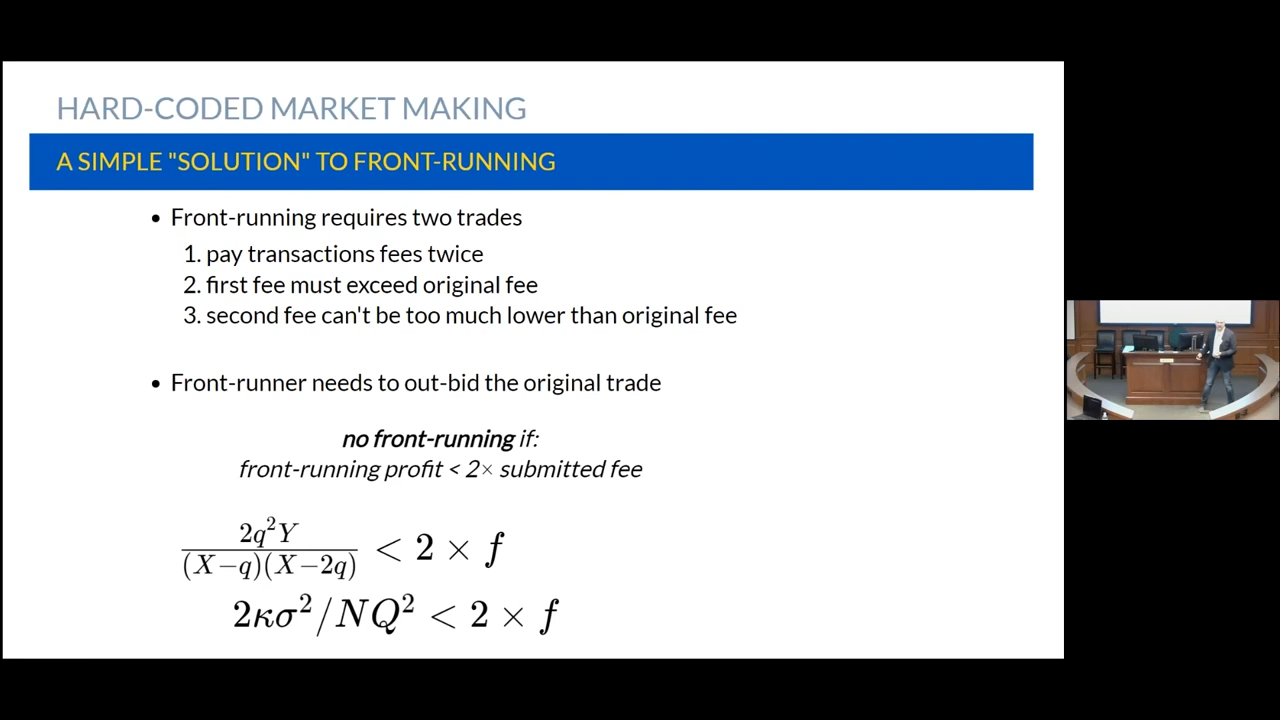 HARD-CODED MARKET MAKING
A SIMPLE "SOLUTION" TO FRONT-RUNNING
• Front-running requires two trades
1. pay transactions fees twice
2. first fee must exceed original fee
3. second fee can't be too much lower than original fee
• Front-runner needs to out-bid the original trade
no front-running if:
front-running profit < 2× submitted fee
2q²Y
(X−q)(X−2q) < 2 × f
2κσ²/NQ² < 2 × f